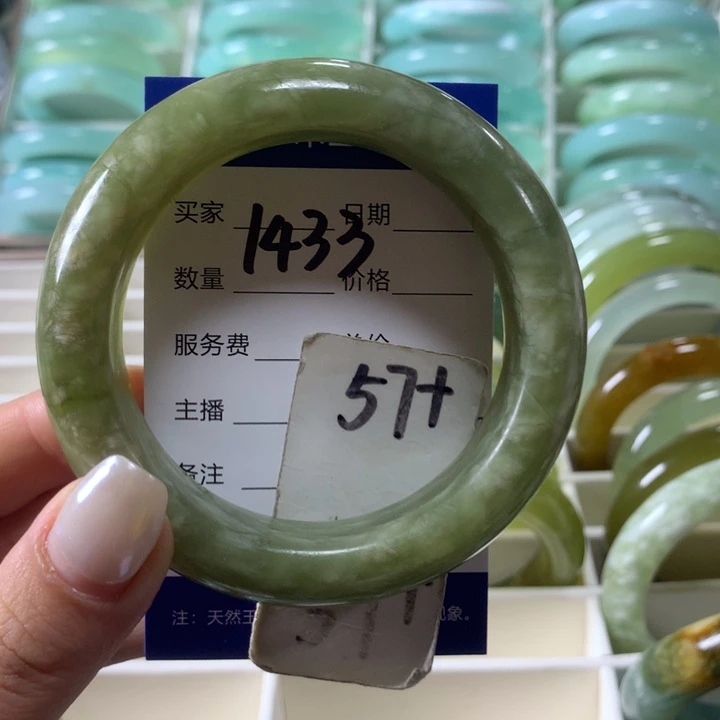 买家 1433 日期
数量 价格
服务费
主播 57+
备注
注：天然玉 现象。